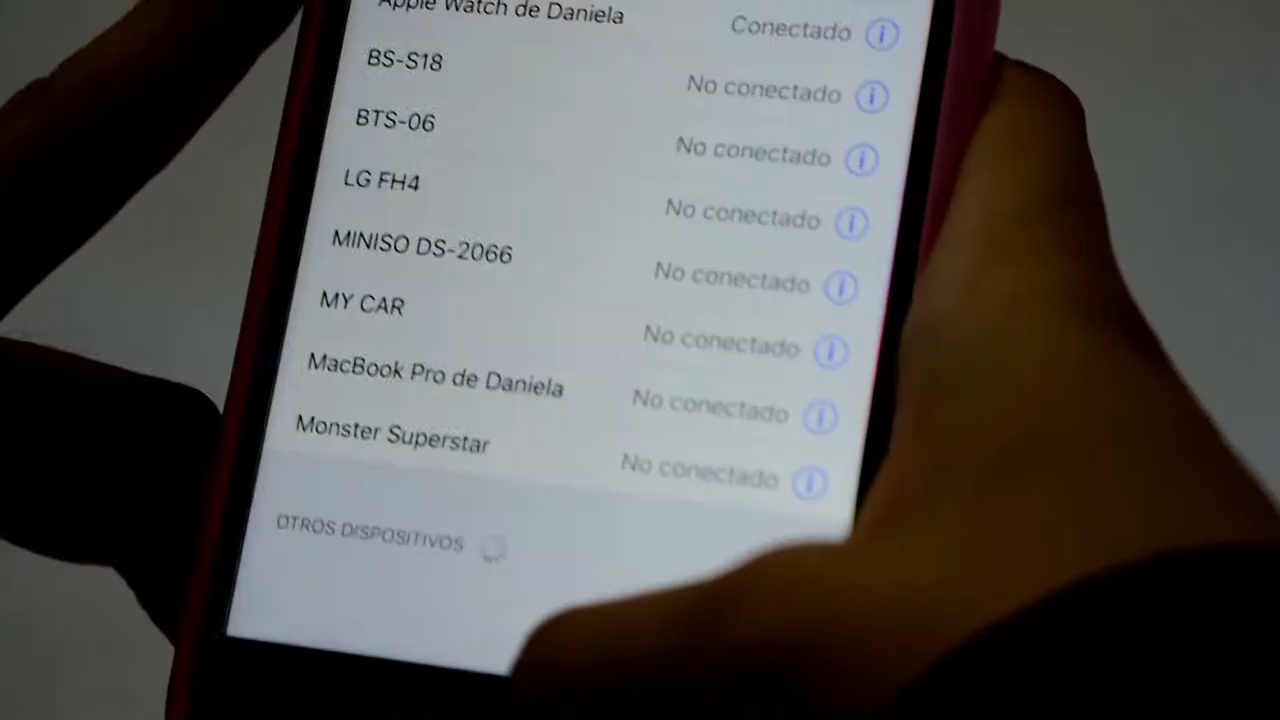 Apple Watch de Daniela Conectado
BS-S18 No conectado
BTS-06 No conectado
LG FH4 No conectado
MINISO DS-2066 No conectado
MY CAR No conectado
MacBook Pro de Daniela No conectado
Monster Superstar No conectado
OTROS DISPOSITIVOS